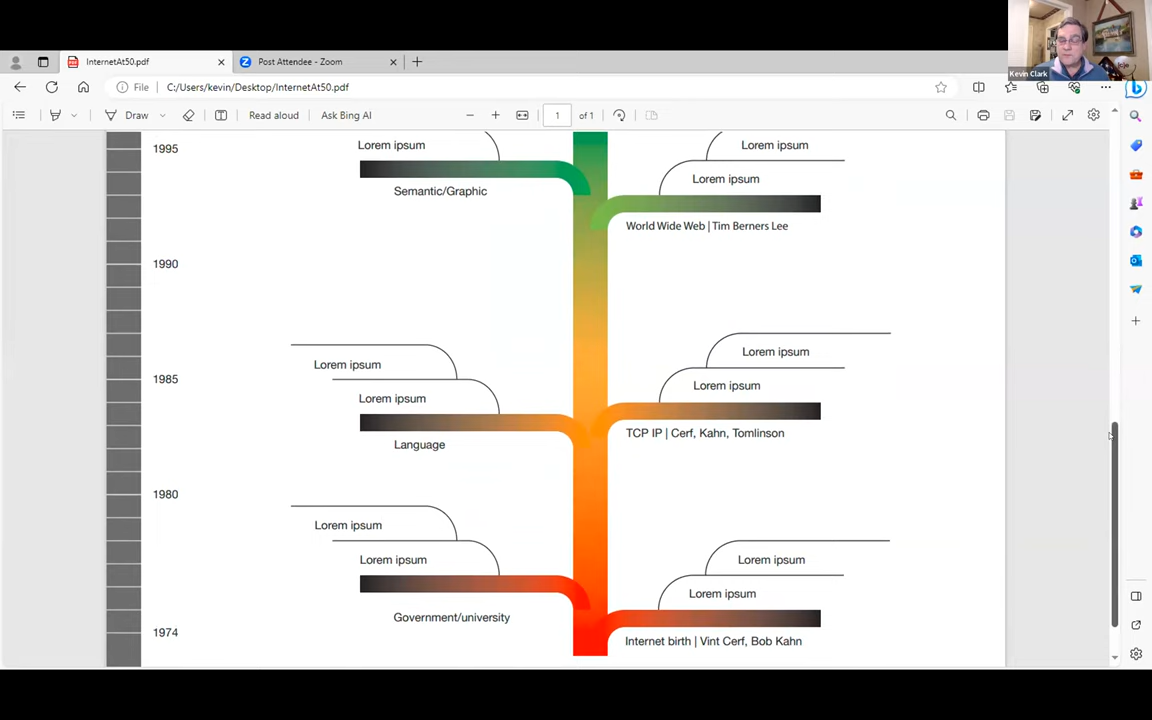 InternetAt50.pdf
Post Attendee - Zoom
Kevin Clark
File
C:/Users/kevin/Desktop/InternetAt50.pdf
Draw
Read aloud
Ask Bing AI
1
of 1
1995
Lorem ipsum
Lorem ipsum
Semantic/Graphic
Lorem ipsum
World Wide Web | Tim Berners Lee
1990
Lorem ipsum
Lorem ipsum
1985
Lorem ipsum
Lorem ipsum
TCP IP | Cerf, Kahn, Tomlinson
Language
1980
Lorem ipsum
Lorem ipsum
Lorem ipsum
Lorem ipsum
Government/university
1974
Internet birth | Vint Cerf, Bob Kahn